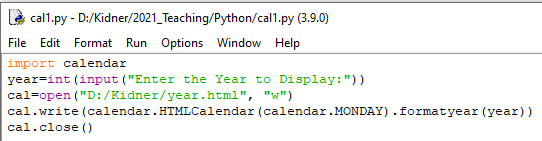 cal1.py - D:/Kidner/2021_Teaching/Python/cal1.py (3.9.0)
File Edit Format Run Options Window Help
import calendar
year=int(input("Enter the Year to Display:"))
cal=open("D:/Kidner/year.html", "w")
cal.write(calendar.HTMLCalendar(calendar.MONDAY).formatyear(year))
cal.close()